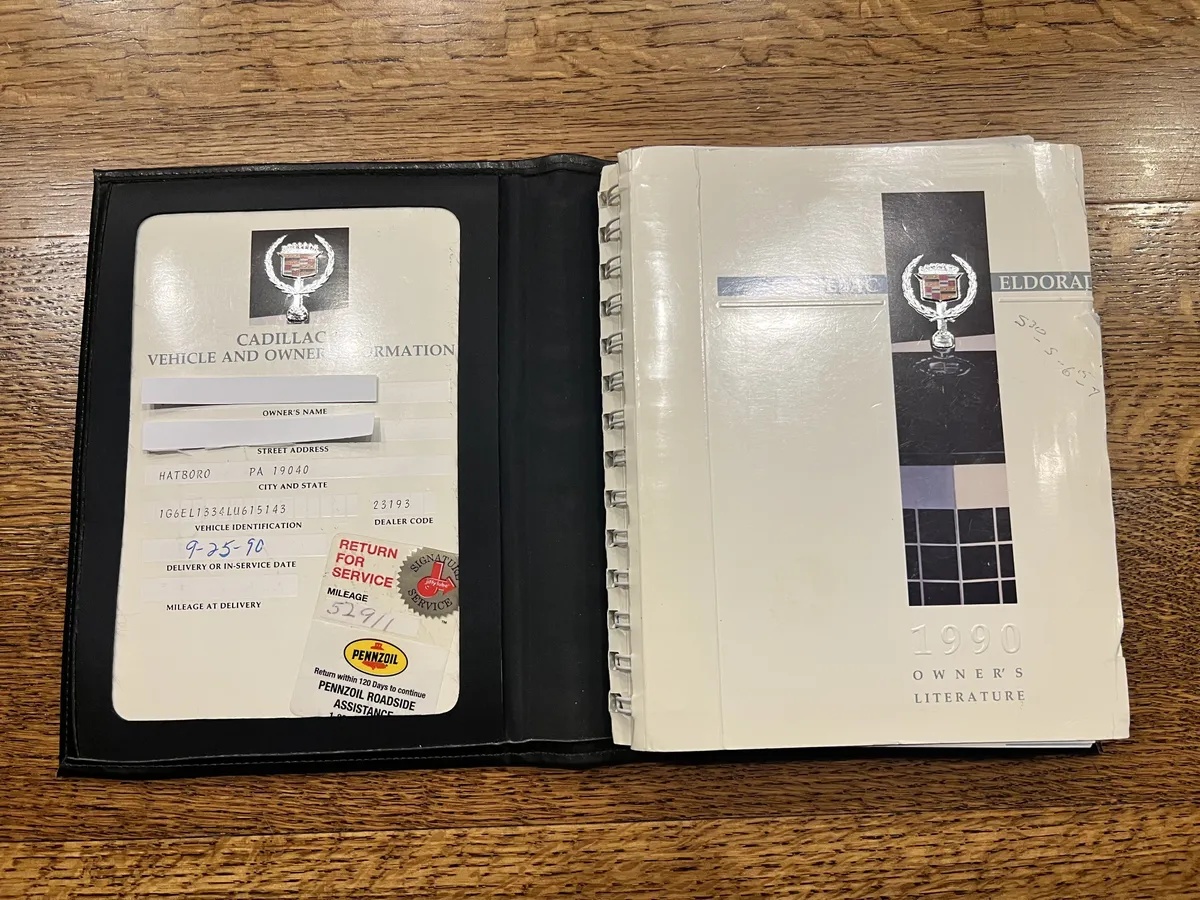 CADILLAC
VEHICLE AND OWNER
RMATION
OWNER'S NAME
STREET ADDRESS
HATBORO PA 19040
CITY AND STATE
1G6EL1334LU615143 23193
VEHICLE IDENTIFICATION DEALER CODE
9-25-90
DELIVERY OR IN-SERVICE DATE
MILEAGE AT DELIVERY
RETURN
FOR
SERVICE
SIGNATURE
SERVICE
MILEAGE
52911
PENNZOIL
Return within 120 Days to continue
PENNZOIL ROADSIDE
ASSISTANCE
ELDORAD
1990
OWNER'S
LITERATURE